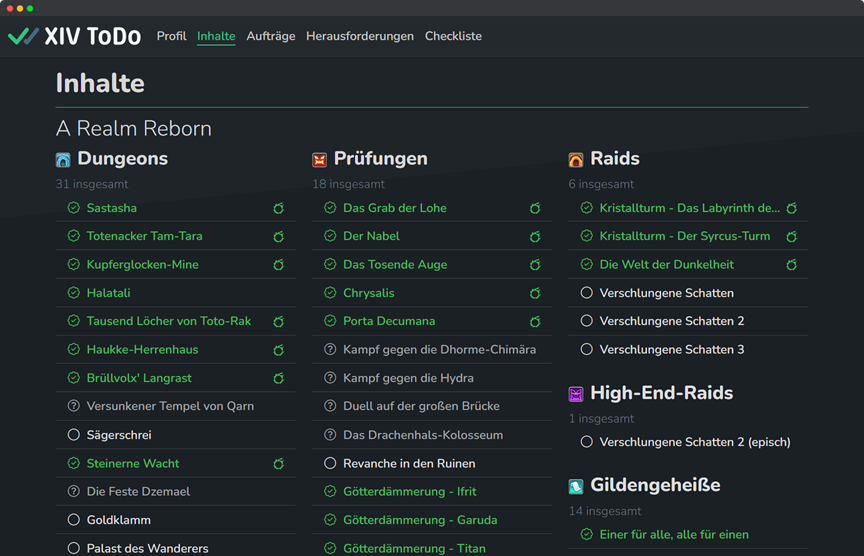 XIV ToDo
Profil
Inhalte
Aufträge
Herausforderungen
Checkliste
Inhalte
A Realm Reborn
Dungeons
31 insgesamt
Sastasha
Totenacker Tam-Tara
Kupferglocken-Mine
Halatali
Tausend Löcher von Toto-Rak
Haukke-Herrenhaus
Brüllvolx' Langrast
Versunkener Tempel von Qarn
Sägerschrei
Steinerne Wacht
Die Feste Dzemael
Goldklamm
Palast des Wanderers
Prüfungen
18 insgesamt
Das Grab der Lohe
Der Nabel
Das Tosende Auge
Chrysalis
Porta Decumana
Kampf gegen die Dhorme-Chimära
Kampf gegen die Hydra
Duell auf der großen Brücke
Das Drachenhals-Kolosseum
Revanche in den Ruinen
Götterdämmerung - Ifrit
Götterdämmerung - Garuda
Götterdämmerung - Titan
Raids
6 insgesamt
Kristallturm - Das Labyrinth de...
Kristallturm - Der Syrcus-Turm
Die Welt der Dunkelheit
Verschlungene Schatten
Verschlungene Schatten 2
Verschlungene Schatten 3
High-End-Raids
1 insgesamt
Verschlungene Schatten 2 (episch)
Gildengeheiße
14 insgesamt
Einer für alle, alle für einen